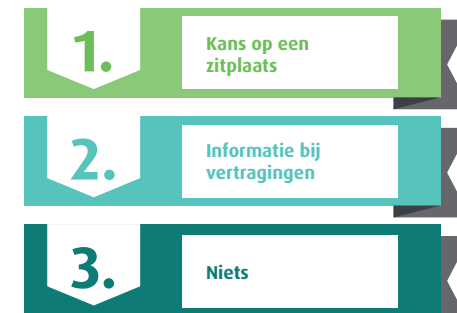 1.
Kans op een
zitplaats
2.
Informatie bij
vertragingen
3.
Niets